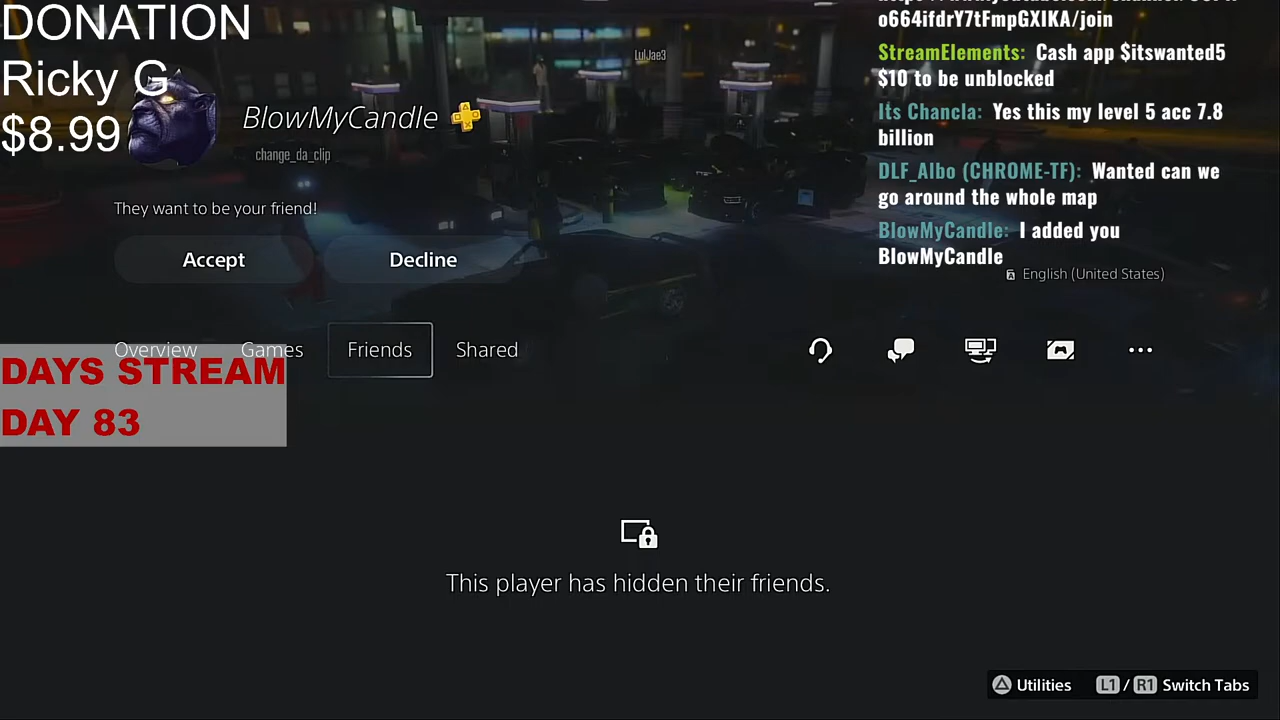 DONATION
Ricky G
$8.99
LulJae3
BlowMyCandle
change_da_clip
They want to be your friend!
Accept
Decline
o664ifdrY7tFmpGXIKA/join
StreamElements: Cash app $itswanted5
$10 to be unblocked
Its Chancla: Yes this my level 5 acc 7.8
billion
DLF_Albo (CHROME-TF): Wanted can we
go around the whole map
BlowMyCandle: I added you
BlowMyCandle
English (United States)
Overview
Games
Friends
Shared
DAYS STREAM
DAY 83
This player has hidden their friends.
Utilities
L1 / R1 Switch Tabs